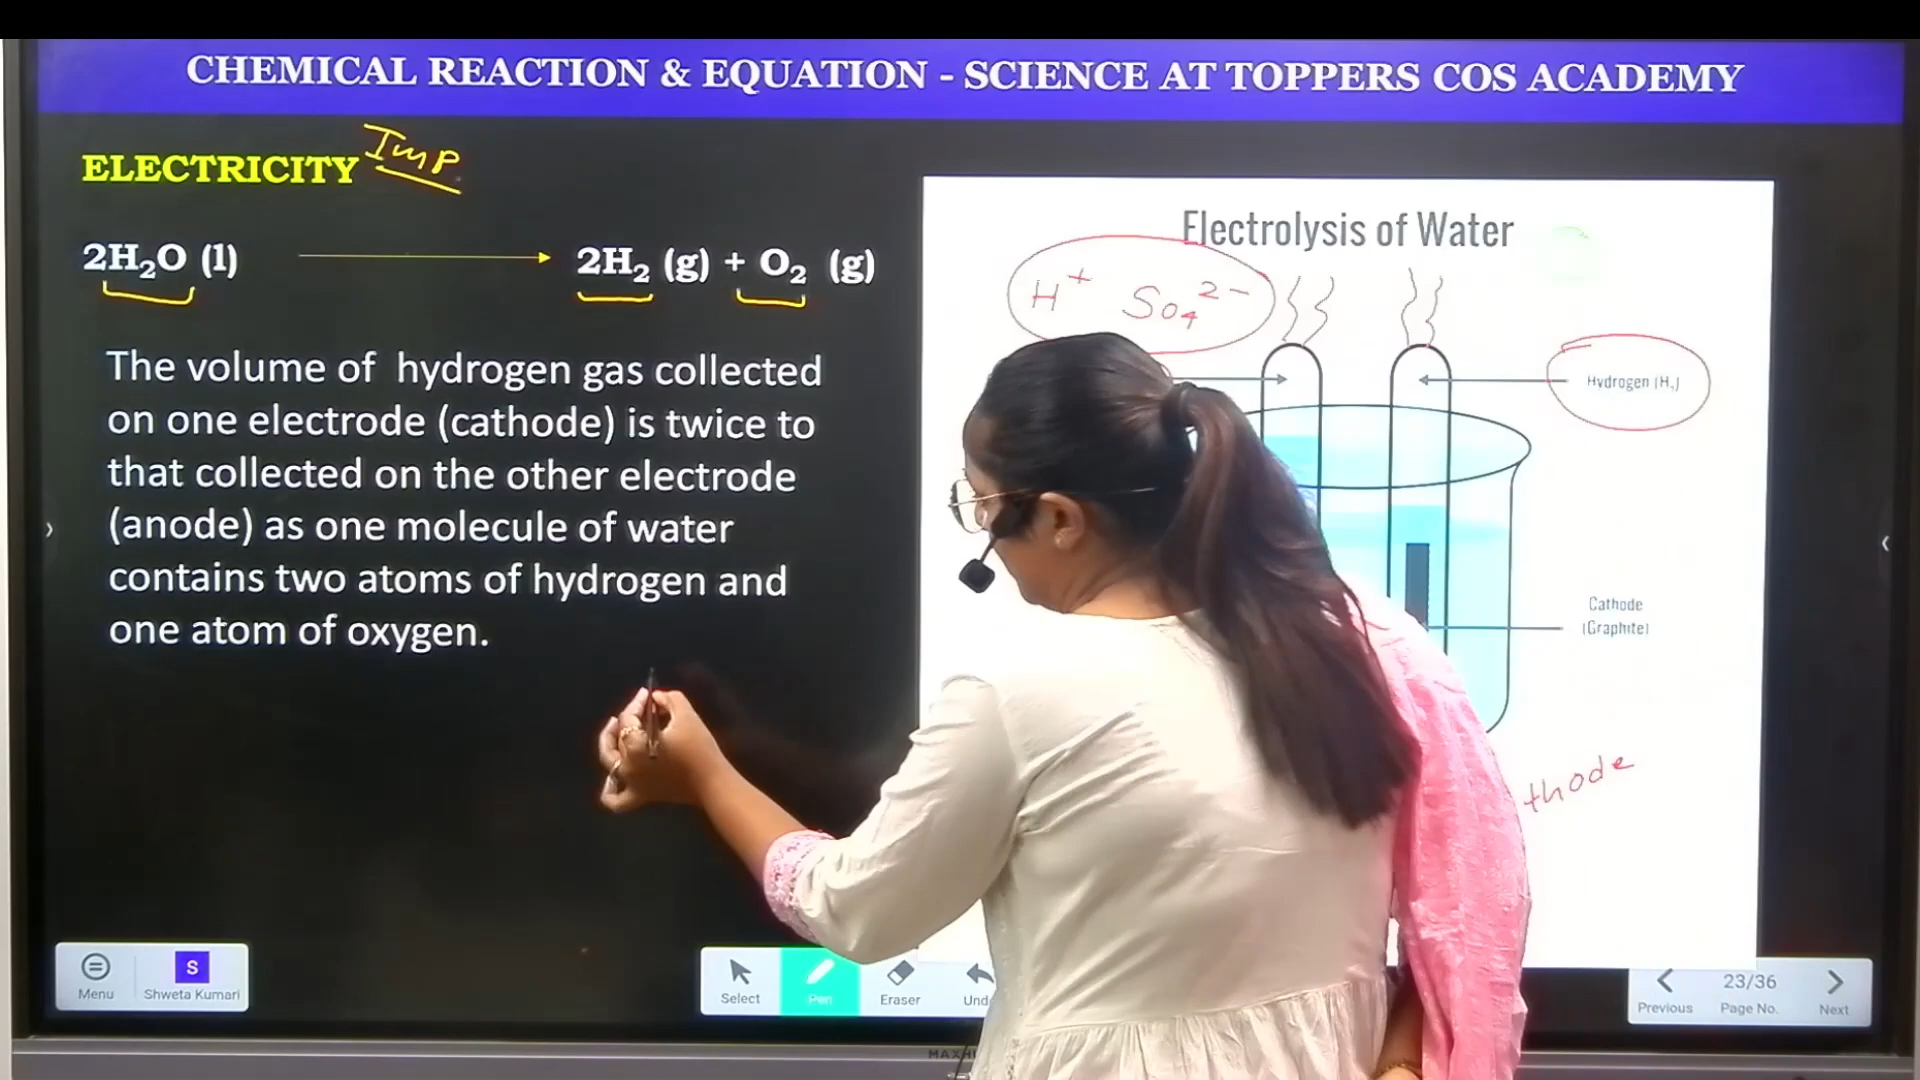 CHEMICAL REACTION & EQUATION - SCIENCE AT TOPPERS COS ACADEMY
ELECTRICITY Imp
2H₂O (l) → 2H₂ (g) + O₂ (g)
The volume of hydrogen gas collected
on one electrode (cathode) is twice to
that collected on the other electrode
(anode) as one molecule of water
contains two atoms of hydrogen and
one atom of oxygen.
Electrolysis of Water
H⁺ SO₄²⁻
Hydrogen (H₂)
Cathode
(Graphite)
thode
Menu
S
Shweta Kumari
Select
Pen
Eraser
Und
Previous
23/36
Page No.
Next
MAXH